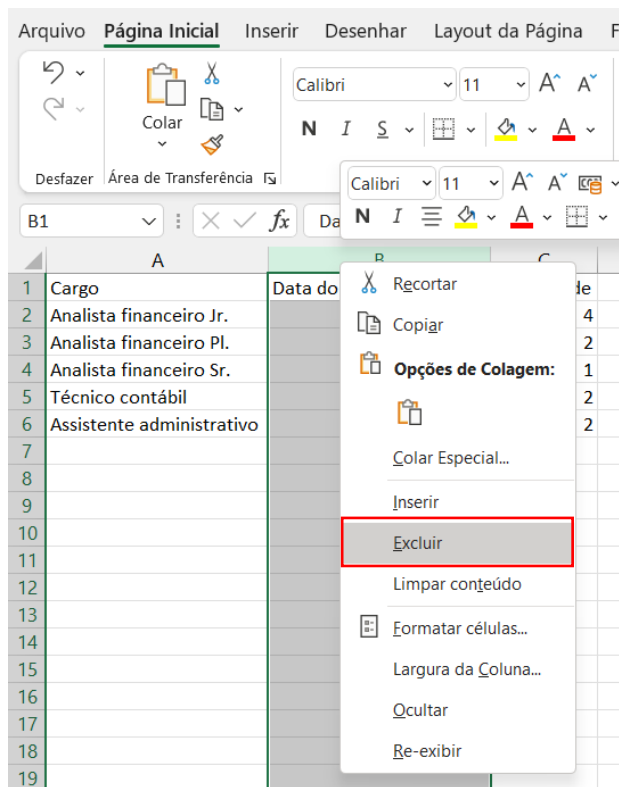 Arquivo Página Inicial Inserir Desenhar Layout da Página
Calibri 11 A A
Colar N I S A
Desfazer Área de Transferência
Calibri 11 A A
N I A
B1 fx Da
A B C
1 Cargo Data do de
2 Analista financeiro Jr. 4
3 Analista financeiro Pl. 2
4 Analista financeiro Sr. 1
5 Técnico contábil 2
6 Assistente administrativo 2
7
8
9
10
11
12
13
14
15
16
17
18
19
Recortar
Copiar
Opções de Colagem:
Colar Especial...
Inserir
Excluir
Limpar conteúdo
Formatar células...
Largura da Coluna...
Ocultar
Re-exibir